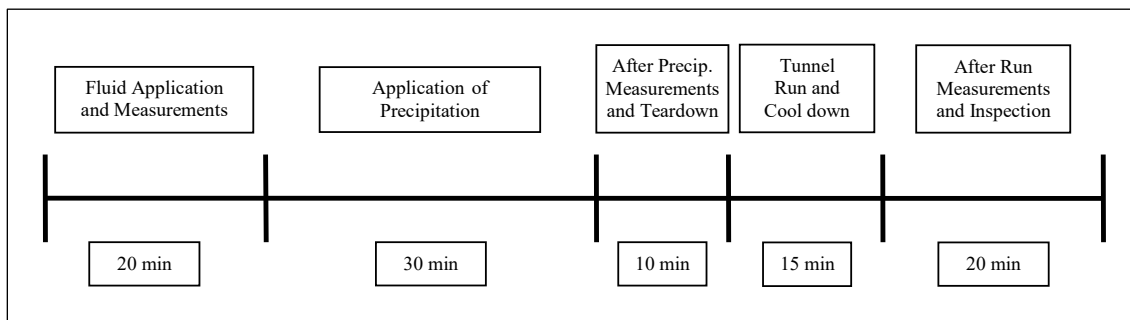 Fluid Application
and Measurements
Application of
Precipitation
After Precip.
Measurements
and Teardown
Tunnel
Run and
Cool down
After Run
Measurements
and Inspection
20 min
30 min
10 min
15 min
20 min